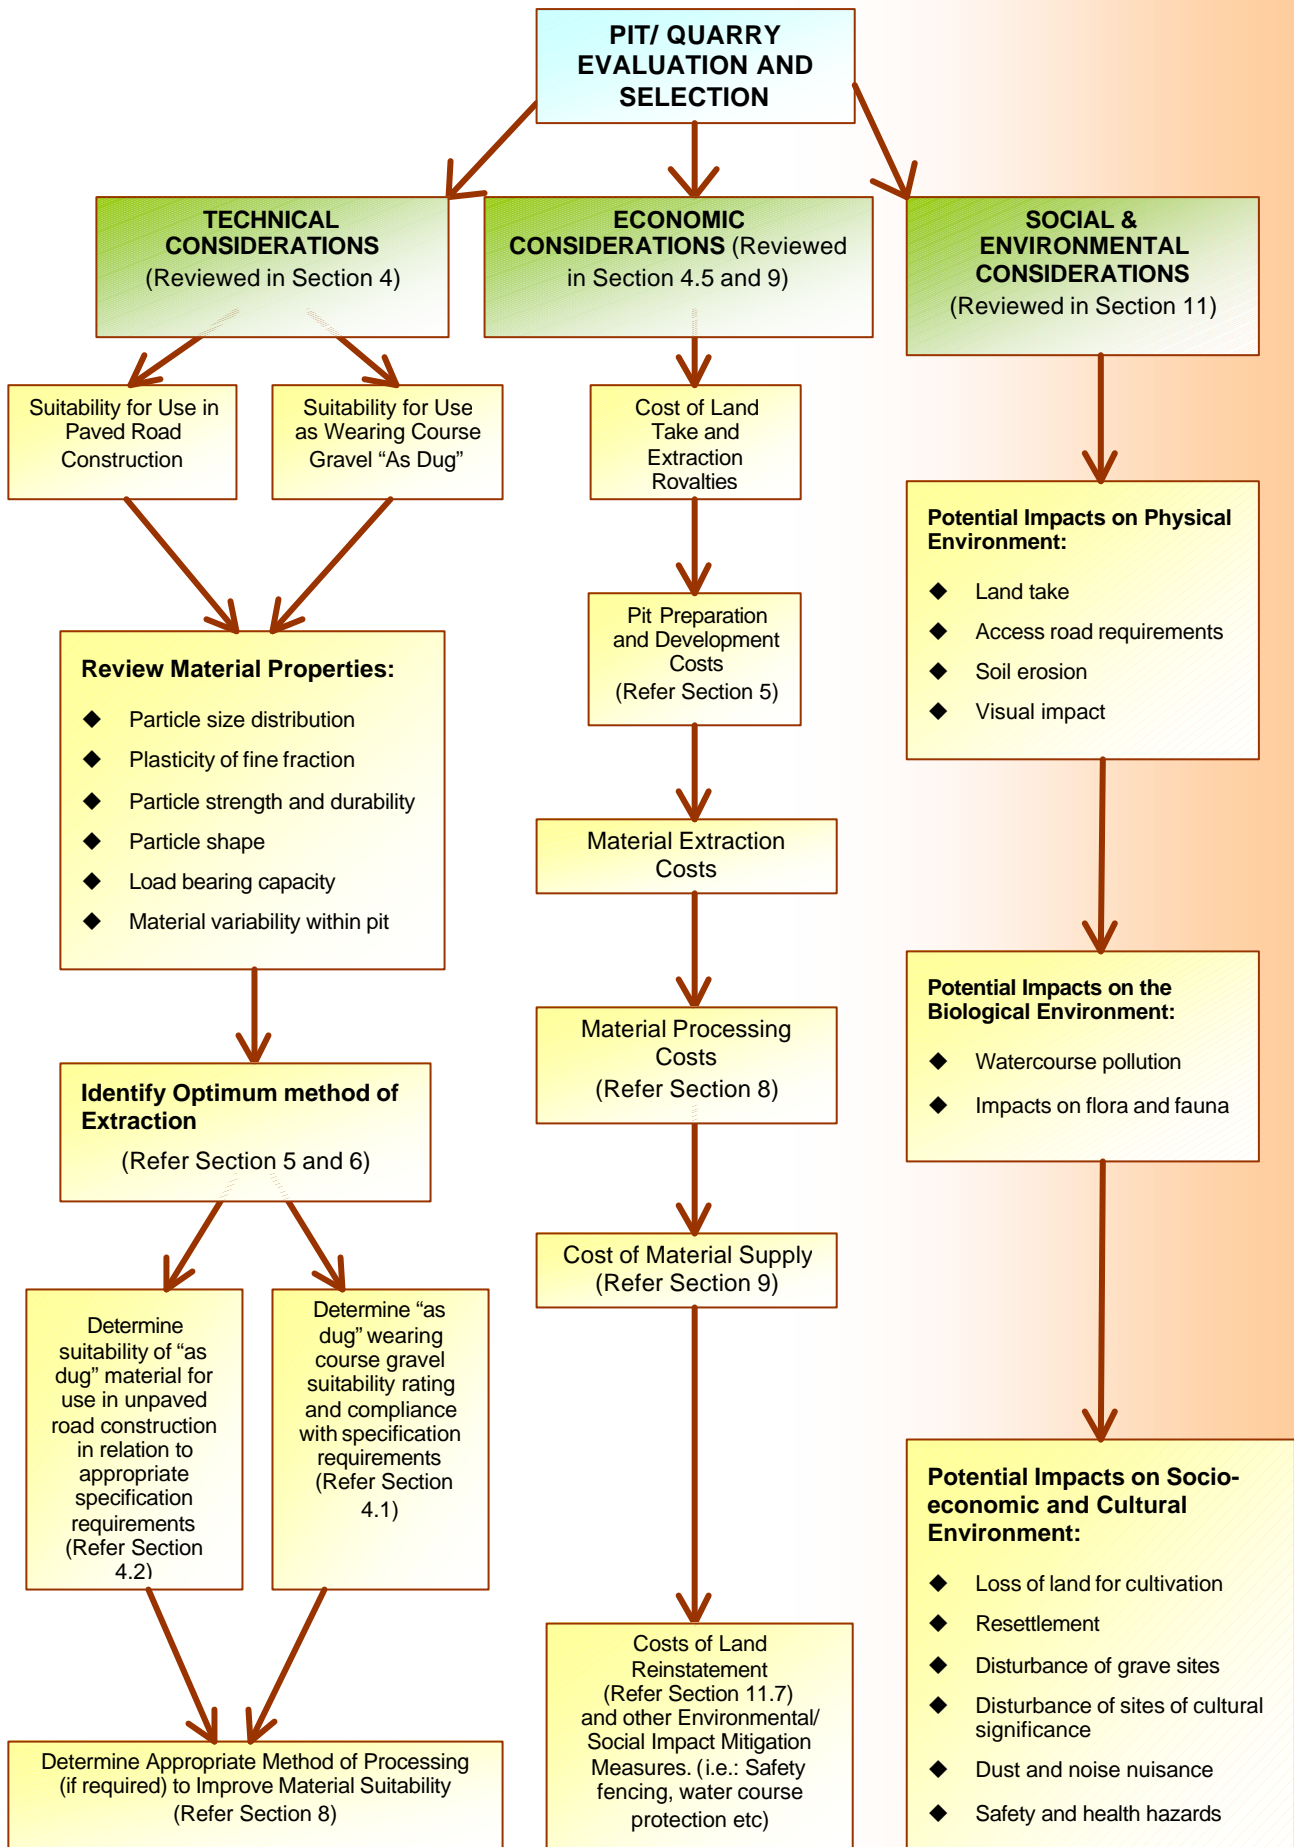 PIT/ QUARRY
EVALUATION AND
SELECTION
TECHNICAL
CONSIDERATIONS
(Reviewed in Section 4)
ECONOMIC
CONSIDERATIONS (Reviewed
in Section 4.5 and 9)
SOCIAL &
ENVIRONMENTAL
CONSIDERATIONS
(Reviewed in Section 11)
Suitability for Use in
Paved Road
Construction
Suitability for Use
as Wearing Course
Gravel “As Dug”
Review Material Properties:
◆ Particle size distribution
◆ Plasticity of fine fraction
◆ Particle strength and durability
◆ Particle shape
◆ Load bearing capacity
◆ Material variability within pit
Identify Optimum method of
Extraction
(Refer Section 5 and 6)
Determine
suitability of “as
dug” material for
use in unpaved
road construction
in relation to
appropriate
specification
requirements
(Refer Section
4.2)
Determine “as
dug” wearing
course gravel
suitability rating
and compliance
with specification
requirements
(Refer Section
4.1)
Determine Appropriate Method of Processing
(if required) to Improve Material Suitability
(Refer Section 8)
Cost of Land
Take and
Extraction
Rovalties
Pit Preparation
and Development
Costs
(Refer Section 5)
Material Extraction
Costs
Material Processing
Costs
(Refer Section 8)
Cost of Material Supply
(Refer Section 9)
Costs of Land
Reinstatement
(Refer Section 11.7)
and other Environmental/
Social Impact Mitigation
Measures. (i.e.: Safety
fencing, water course
protection etc)
Potential Impacts on Physical
Environment:
◆ Land take
◆ Access road requirements
◆ Soil erosion
◆ Visual impact
Potential Impacts on the
Biological Environment:
◆ Watercourse pollution
◆ Impacts on flora and fauna
Potential Impacts on Socio-
economic and Cultural
Environment:
◆ Loss of land for cultivation
◆ Resettlement
◆ Disturbance of grave sites
◆ Disturbance of sites of cultural
significance
◆ Dust and noise nuisance
◆ Safety and health hazards